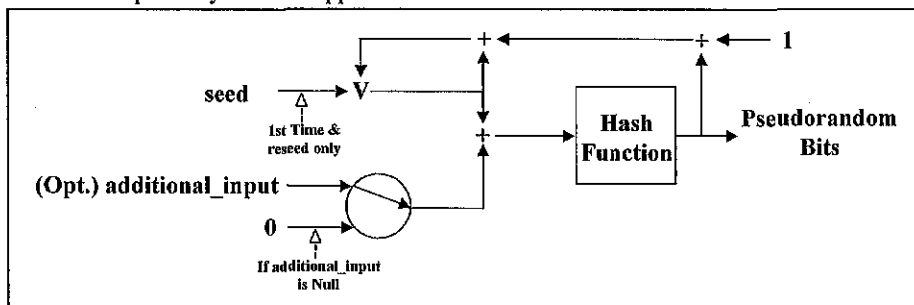 + + 1
seed V
1st Time &
reseed only
+
Hash
Function
Pseudorandom
Bits
(Opt.) additional_input
0
If additional_input
is Null